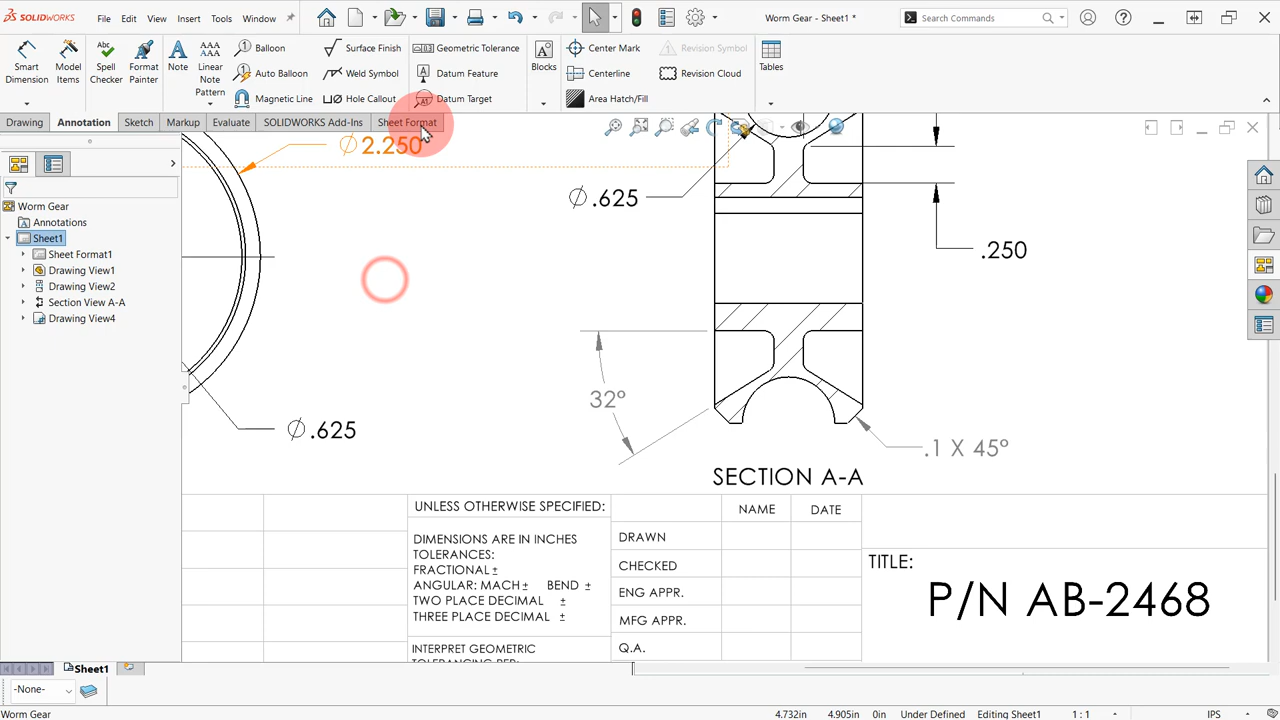 SOLIDWORKS File Edit View Insert Tools Window Worm Gear - Sheet1 * Search Commands
Smart Dimension
Model Items
Spell Checker
Format Painter
Note
Linear Note Pattern
Balloon
Auto Balloon
Magnetic Line
Surface Finish
Weld Symbol
Hole Callout
Geometric Tolerance
Datum Feature
Datum Target
Blocks
Center Mark
Centerline
Area Hatch/Fill
Revision Symbol
Revision Cloud
Tables
Drawing Annotation Sketch Markup Evaluate SOLIDWORKS Add-Ins Sheet Format
Worm Gear
Annotations
Sheet1
Sheet Format1
Drawing View1
Drawing View2
Section View A-A
Drawing View4
∅2.250
∅.625
.250
32°
∅.625
.1 X 45°
SECTION A-A
UNLESS OTHERWISE SPECIFIED:
DIMENSIONS ARE IN INCHES
TOLERANCES:
FRACTIONAL ±
ANGULAR: MACH ± BEND ±
TWO PLACE DECIMAL ±
THREE PLACE DECIMAL ±
INTERPRET GEOMETRIC
NAME DATE
DRAWN
CHECKED
ENG APPR.
MFG APPR.
Q.A.
TITLE:
P/N AB-2468
Sheet1
-None-
Worm Gear 4.732in 4.905in 0in Under Defined Editing Sheet1 1 : 1 IPS